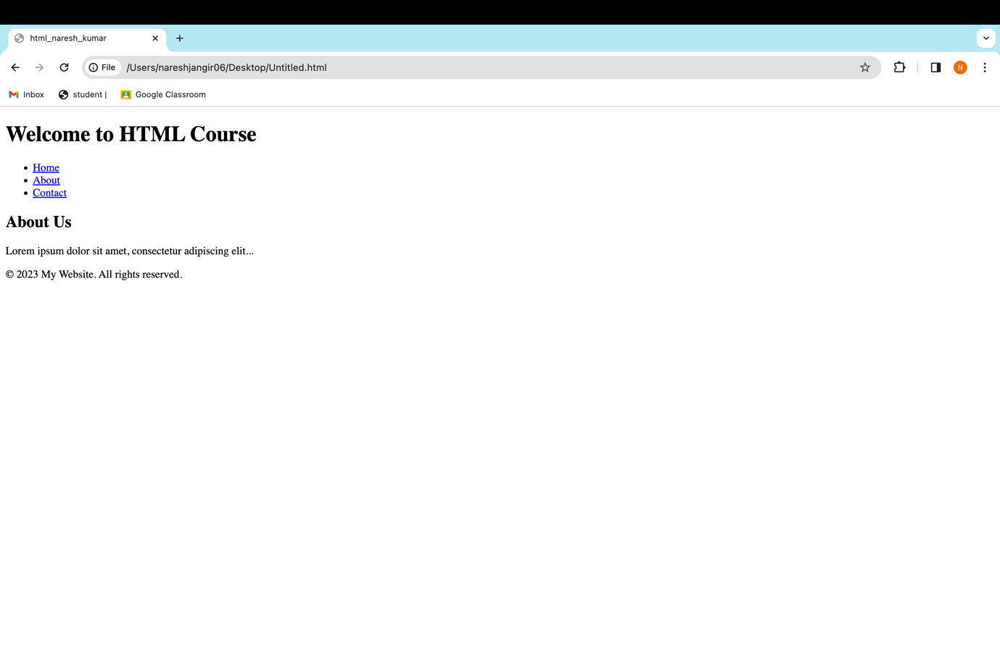 html_naresh_kumar
File /Users/nareshjangir06/Desktop/Untitled.html
N
Inbox student | Google Classroom
Welcome to HTML Course
Home
About
Contact
About Us
Lorem ipsum dolor sit amet, consectetur adipiscing elit...
© 2023 My Website. All rights reserved.